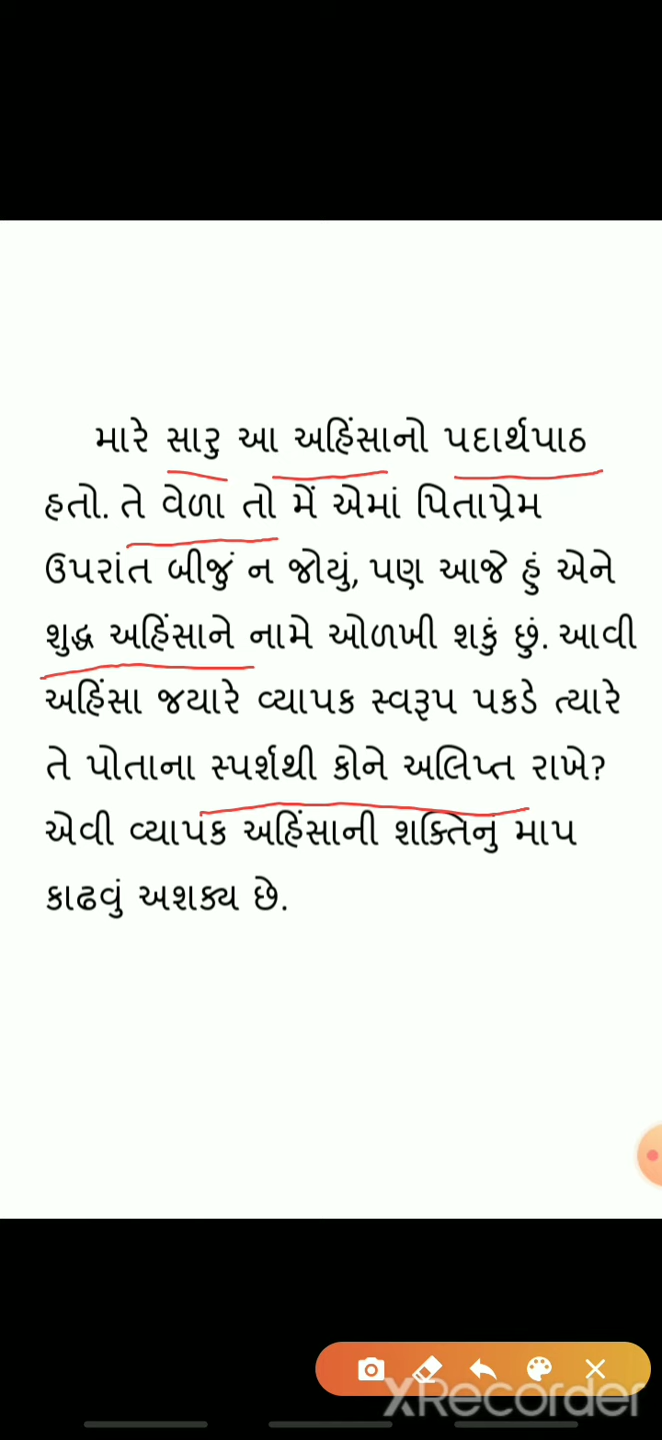 મારે સારુ આ અહિંસાનો પદાર્થપાઠ
હતો. તે વેળા તો મેં એમાં પિતાપ્રેમ
ઉપરાંત બીજું ન જોયું, પણ આજે હું એને
શુદ્ધ અહિંસાને નામે ઓળખી શકું છું. આવી
અહિંસા જયારે વ્યાપક સ્વરૂપ પકડે ત્યારે
તે પોતાના સ્પર્શથી કોને અલિપ્ત રાખે?
એવી વ્યાપક અહિંસાની શક્તિનું માપ
કાઢવું અશક્ય છે.
XRecorder